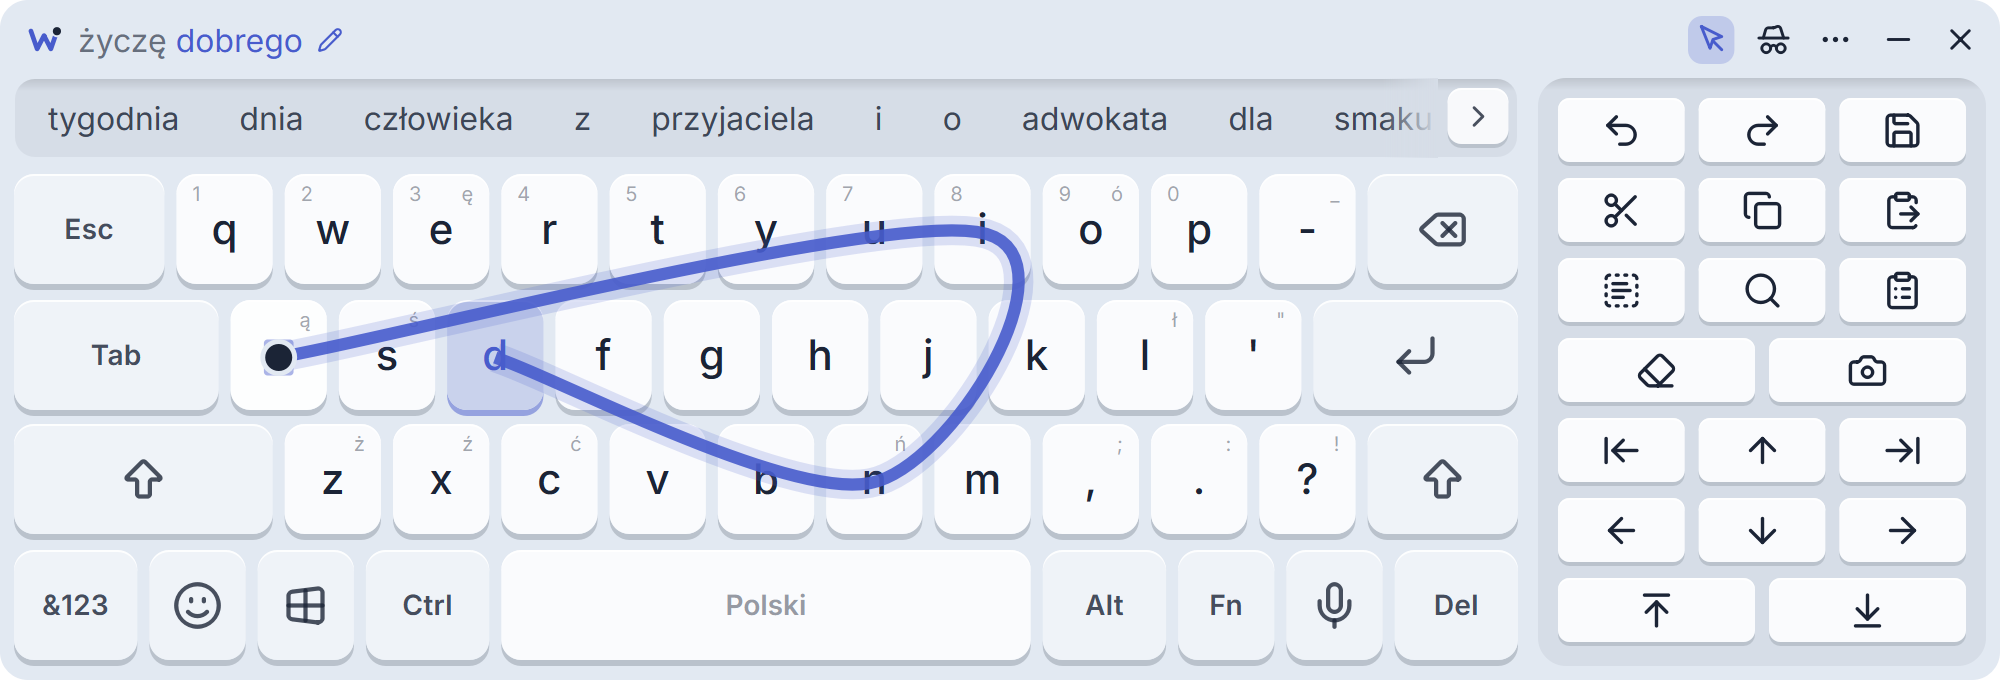 życzę dobrego
tygodnia dnia człowieka z przyjaciela i o adwokata dla smaku
Esc 1 q 2 w 3 ę e 4 r 5 t 6 y 7 u 8 i 9 ó o 0 p _ -
Tab ą ś s d f g h j k ł l " '
ż z ź x ć c v b ń n m ; , : . ! ?
&123 Ctrl Polski Alt Fn Del